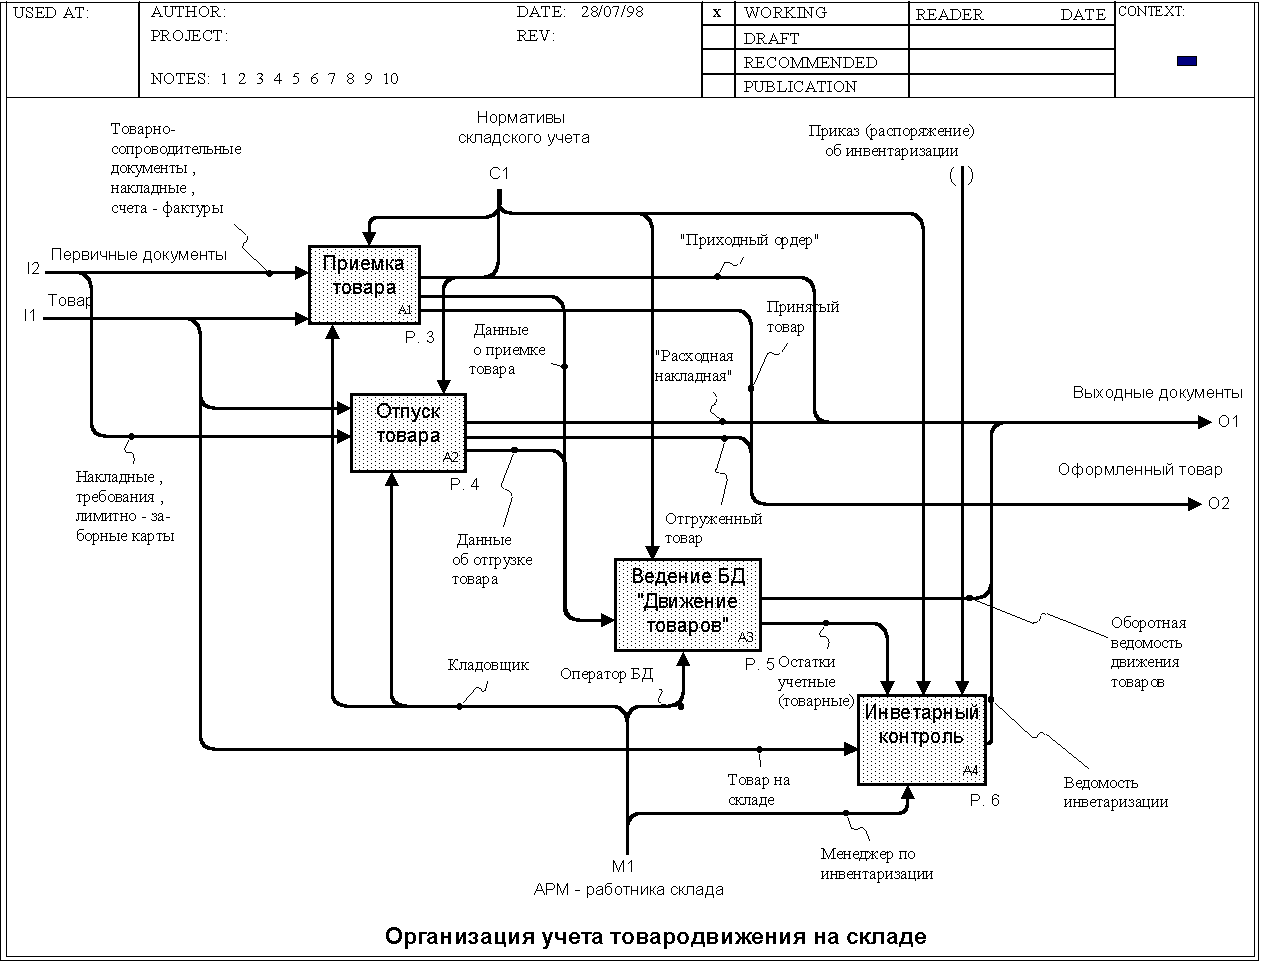 USED AT:
AUTHOR:
DATE: 28/07/98
PROJECT:
REV:
NOTES: 1 2 3 4 5 6 7 8 9 10
x WORKING
DRAFT
RECOMMENDED
PUBLICATION
READER DATE
CONTEXT:
Товарно-
сопроводительные
документы ,
накладные ,
счета - фактуры
Нормативы
складского учета
C1
Приказ (распоряжение)
об инвентаризации
( )
I2
Первичные документы
I1
Товар
Приемка
товара
A1
P. 3
"Приходный ордер"
Принятый
товар
Данные
о приемке
товара
"Расходная
накладная"
Выходные документы
O1
Отпуск
товара
A2
P. 4
Оформленный товар
O2
Накладные ,
требования ,
лимитно - за-
борные карты
Отгруженный
товар
Данные
об отгрузке
товара
Ведение БД
"Движение
товаров"
A3
P. 5
Оборотная
ведомость
движения
товаров
Остатки
учетные
(товарные)
Кладовщик
Оператор БД
Инветарный
контроль
A4
P. 6
Товар на
складе
Ведомость
инветаризации
Менеджер по
инвентаризации
M1
АРМ - работника склада
Организация учета товародвижения на складе